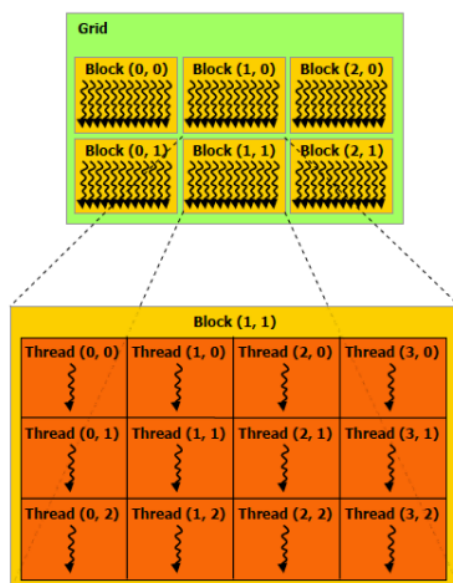 Grid
Block (0, 0) Block (1, 0) Block (2, 0)
Block (0, 1) Block (1, 1) Block (2, 1)
Block (1, 1)
Thread (0, 0) Thread (1, 0) Thread (2, 0) Thread (3, 0)
Thread (0, 1) Thread (1, 1) Thread (2, 1) Thread (3, 1)
Thread (0, 2) Thread (1, 2) Thread (2, 2) Thread (3, 2)